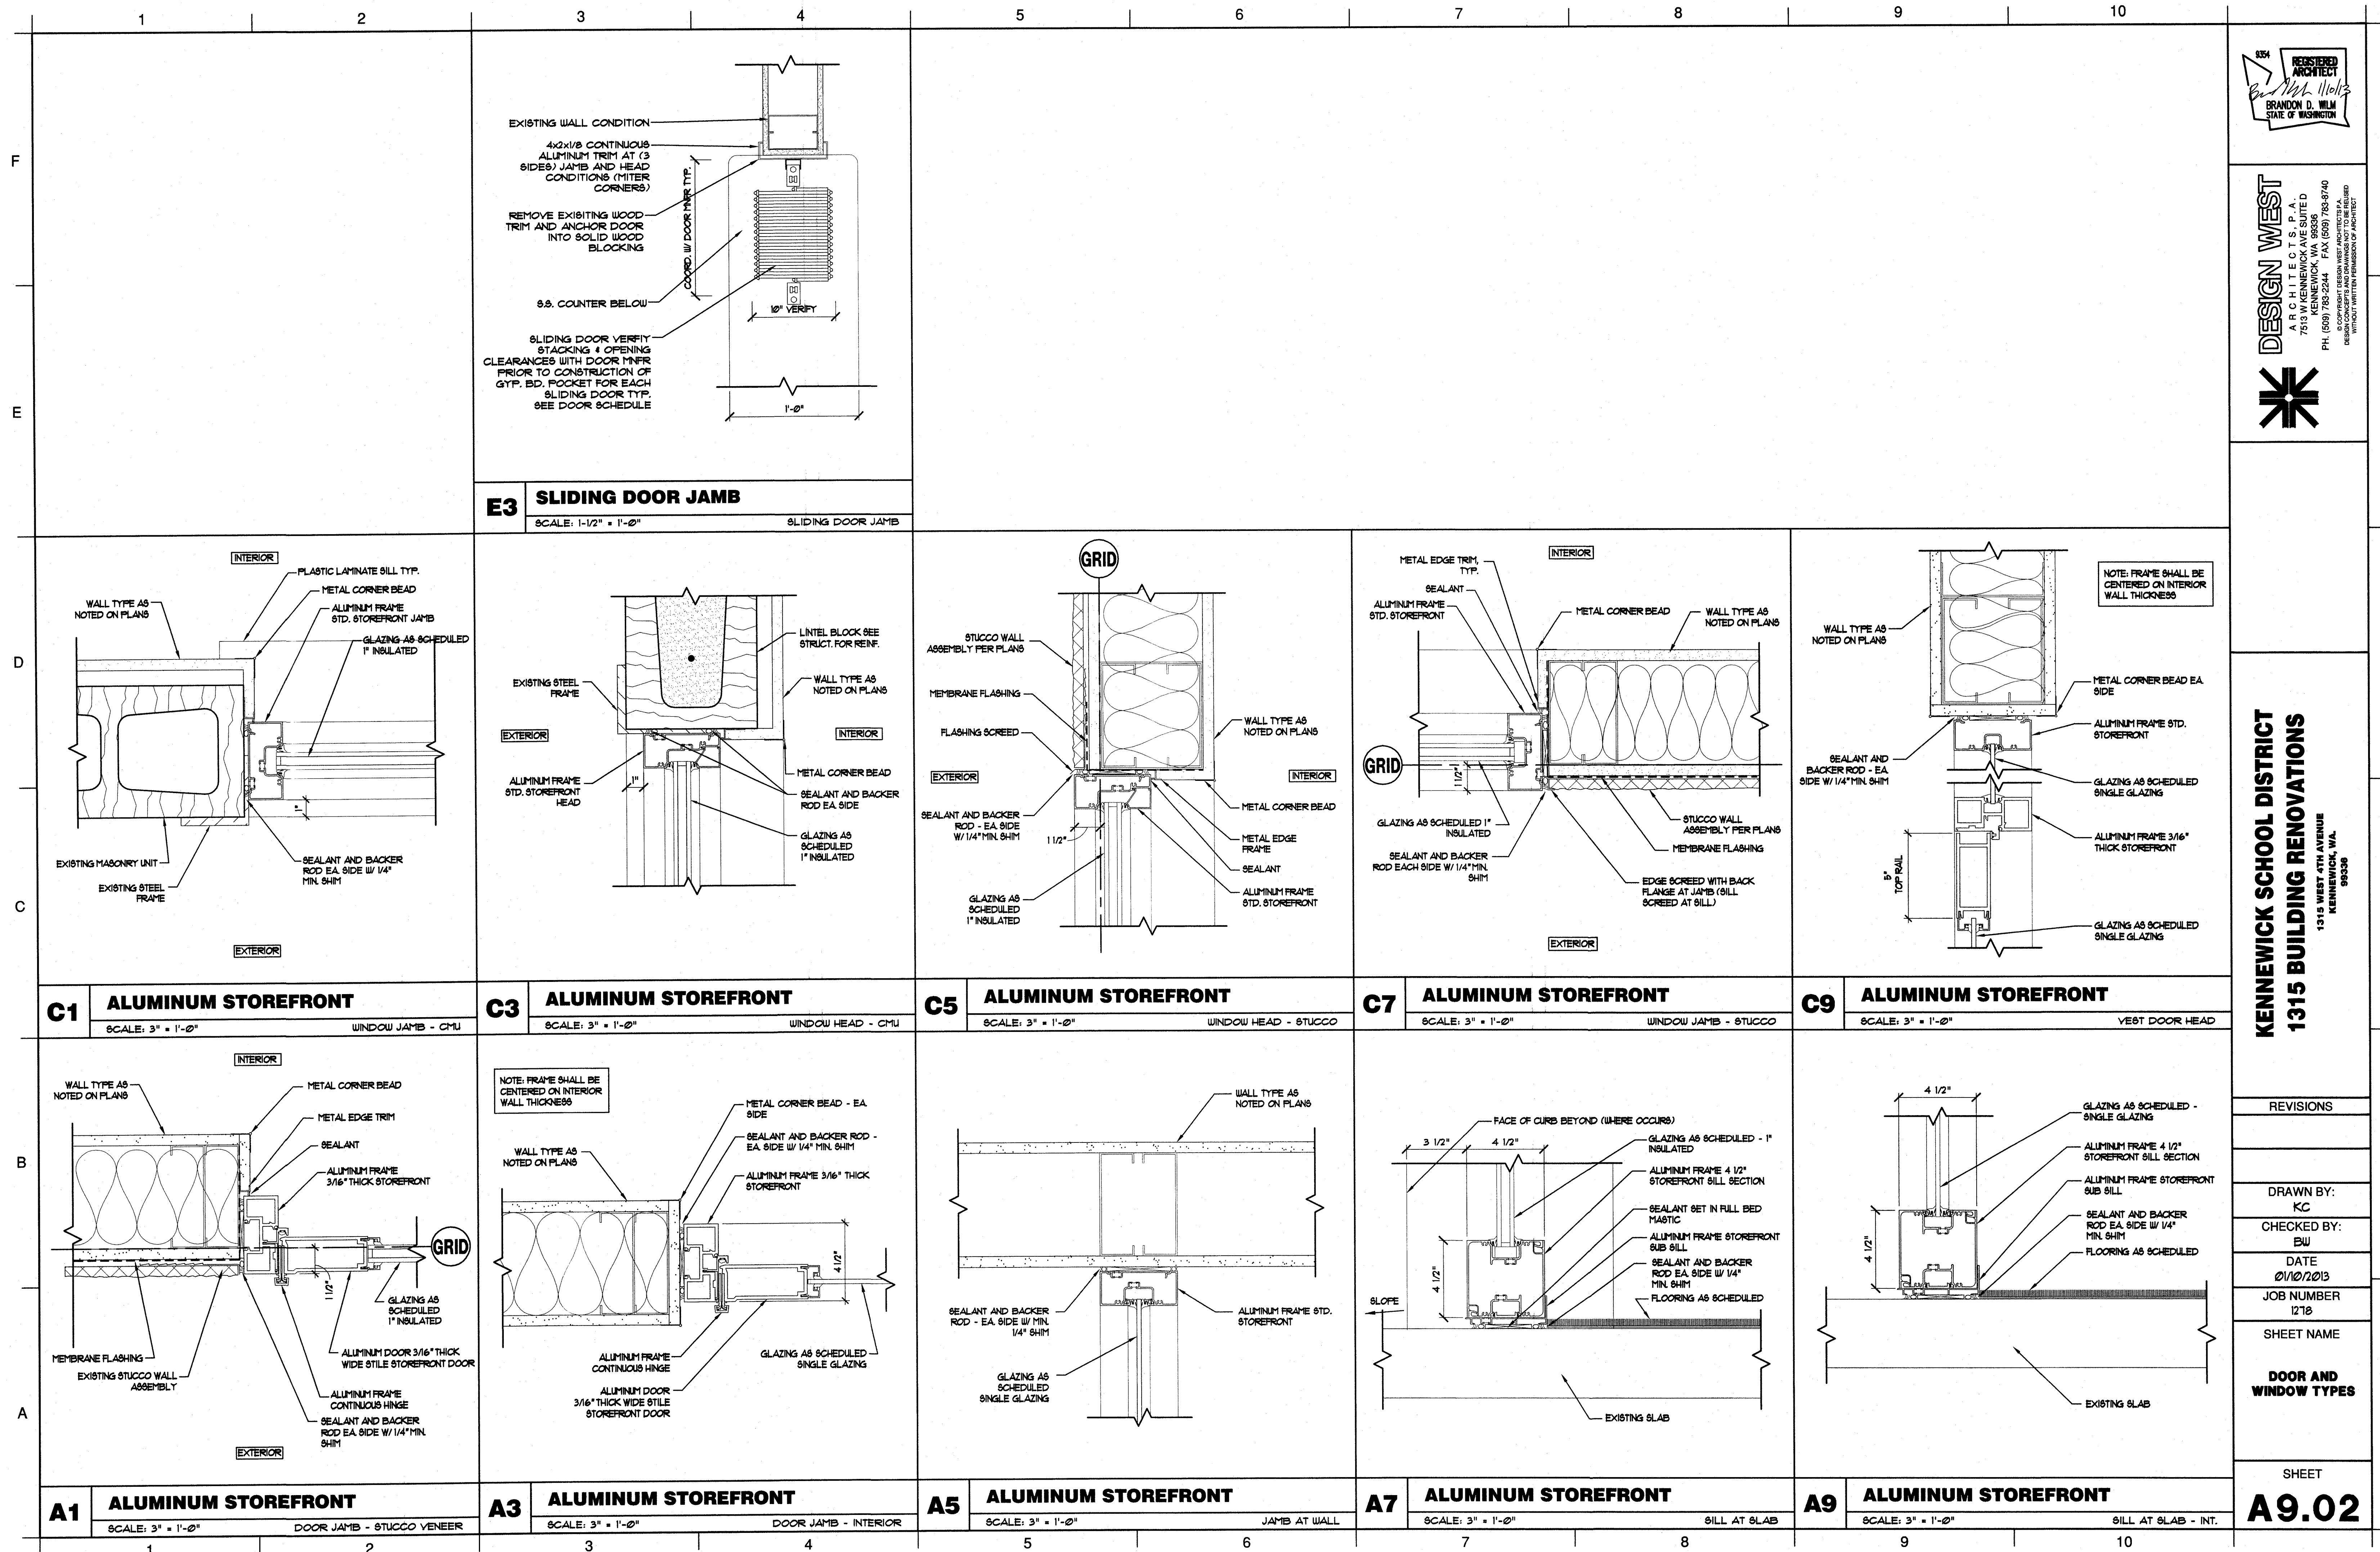 1
2
3
4
5
6
7
8
9
10
F
E
D
C
B
A
EXISTING WALL CONDITION
4x2x1/8 CONTINUOUS
ALUMINUM TRIM AT (3
SIDES) JAMB AND HEAD
CONDITIONS (MITER
CORNERS)
REMOVE EXISITING WOOD
TRIM AND ANCHOR DOOR
INTO SOLID WOOD
BLOCKING
COORD. W/ DOOR MNFR TYP.
S.S. COUNTER BELOW
10" VERIFY
SLIDING DOOR VERFIY
STACKING & OPENING
CLEARANCES WITH DOOR MNFR
PRIOR TO CONSTRUCTION OF
GYP. BD. POCKET FOR EACH
SLIDING DOOR TYP.
SEE DOOR SCHEDULE
1'-0"
E3
SLIDING DOOR JAMB
SCALE: 1-1/2" = 1'-0"
SLIDING DOOR JAMB
INTERIOR
PLASTIC LAMINATE SILL TYP.
METAL CORNER BEAD
WALL TYPE AS
NOTED ON PLANS
ALUMINUM FRAME
STD. STOREFRONT JAMB
GLAZING AS SCHEDULED
1" INSULATED
1"
EXISTING MASONRY UNIT
EXISTING STEEL
FRAME
SEALANT AND BACKER
ROD EA. SIDE W/ 1/4"
MIN. SHIM
EXTERIOR
C1
ALUMINUM STOREFRONT
SCALE: 3" = 1'-0"
WINDOW JAMB - CMU
LINTEL BLOCK SEE
STRUCT. FOR REINF.
EXISTING STEEL
FRAME
WALL TYPE AS
NOTED ON PLANS
EXTERIOR
INTERIOR
ALUMINUM FRAME
STD. STOREFRONT
HEAD
1"
METAL CORNER BEAD
SEALANT AND BACKER
ROD EA. SIDE
GLAZING AS
SCHEDULED
1" INSULATED
C3
ALUMINUM STOREFRONT
SCALE: 3" = 1'-0"
WINDOW HEAD - CMU
GRID
STUCCO WALL
ASSEMBLY PER PLANS
MEMBRANE FLASHING
FLASHING SCREED
WALL TYPE AS
NOTED ON PLANS
EXTERIOR
INTERIOR
SEALANT AND BACKER
ROD - EA. SIDE
W/ 1/4" MIN. SHIM
1 1/2"
METAL CORNER BEAD
METAL EDGE
FRAME
SEALANT
GLAZING AS
SCHEDULED
1" INSULATED
ALUMINUM FRAME
STD. STOREFRONT
C5
ALUMINUM STOREFRONT
SCALE: 3" = 1'-0"
WINDOW HEAD - STUCCO
METAL EDGE TRIM,
TYP.
INTERIOR
SEALANT
ALUMINUM FRAME
STD. STOREFRONT
METAL CORNER BEAD
WALL TYPE AS
NOTED ON PLANS
GRID
1 1/2"
GLAZING AS SCHEDULED 1"
INSULATED
STUCCO WALL
ASSEMBLY PER PLANS
MEMBRANE FLASHING
SEALANT AND BACKER
ROD EACH SIDE W/ 1/4" MIN.
SHIM
EDGE SCREED WITH BACK
FLANGE AT JAMB (SILL
SCREED AT SILL)
EXTERIOR
C7
ALUMINUM STOREFRONT
SCALE: 3" = 1'-0"
WINDOW JAMB - STUCCO
NOTE: FRAME SHALL BE
CENTERED ON INTERIOR
WALL THICKNESS
WALL TYPE AS
NOTED ON PLANS
METAL CORNER BEAD EA.
SIDE
ALUMINUM FRAME STD.
STOREFRONT
SEALANT AND
BACKER ROD - EA.
SIDE W/ 1/4" MIN. SHIM
GLAZING AS SCHEDULED
SINGLE GLAZING
ALUMINUM FRAME 3/16"
THICK STOREFRONT
5"
TOP RAIL
GLAZING AS SCHEDULED
SINGLE GLAZING
C9
ALUMINUM STOREFRONT
SCALE: 3" = 1'-0"
VEST DOOR HEAD
INTERIOR
WALL TYPE AS
NOTED ON PLANS
METAL CORNER BEAD
METAL EDGE TRIM
SEALANT
ALUMINUM FRAME
3/16" THICK STOREFRONT
GRID
1 1/2"
GLAZING AS
SCHEDULED
1" INSULATED
MEMBRANE FLASHING
EXISTING STUCCO WALL
ASSEMBLY
ALUMINUM DOOR 3/16" THICK
WIDE STILE STOREFRONT DOOR
ALUMINUM FRAME
CONTINUOUS HINGE
SEALANT AND BACKER
ROD EA. SIDE W/ 1/4" MIN.
SHIM
EXTERIOR
A1
ALUMINUM STOREFRONT
SCALE: 3" = 1'-0"
DOOR JAMB - STUCCO VENEER
NOTE: FRAME SHALL BE
CENTERED ON INTERIOR
WALL THICKNESS
METAL CORNER BEAD - EA.
SIDE
SEALANT AND BACKER ROD -
EA. SIDE W/ 1/4" MIN. SHIM
WALL TYPE AS
NOTED ON PLANS
ALUMINUM FRAME 3/16" THICK
STOREFRONT
4 1/2"
ALUMINUM FRAME
CONTINUOUS HINGE
GLAZING AS SCHEDULED
SINGLE GLAZING
ALUMINUM DOOR
3/16" THICK WIDE STILE
STOREFRONT DOOR
A3
ALUMINUM STOREFRONT
SCALE: 3" = 1'-0"
DOOR JAMB - INTERIOR
WALL TYPE AS
NOTED ON PLANS
SEALANT AND BACKER
ROD - EA. SIDE W/ MIN.
1/4" SHIM
ALUMINUM FRAME STD.
STOREFRONT
GLAZING AS
SCHEDULED
SINGLE GLAZING
A5
ALUMINUM STOREFRONT
SCALE: 3" = 1'-0"
JAMB AT WALL
FACE OF CURB BEYOND (WHERE OCCURS)
3 1/2"
4 1/2"
GLAZING AS SCHEDULED - 1"
INSULATED
ALUMINUM FRAME 4 1/2"
STOREFRONT SILL SECTION
SEALANT SET IN FULL BED
MASTIC
ALUMINUM FRAME STOREFRONT
SUB SILL
4 1/2"
SEALANT AND BACKER
ROD EA. SIDE W/ 1/4"
MIN. SHIM
SLOPE
FLOORING AS SCHEDULED
EXISTING SLAB
A7
ALUMINUM STOREFRONT
SCALE: 3" = 1'-0"
SILL AT SLAB
4 1/2"
GLAZING AS SCHEDULED -
SINGLE GLAZING
ALUMINUM FRAME 4 1/2"
STOREFRONT SILL SECTION
ALUMINUM FRAME STOREFRONT
SUB SILL
4 1/2"
SEALANT AND BACKER
ROD EA. SIDE W/ 1/4"
MIN. SHIM
FLOORING AS SCHEDULED
EXISTING SLAB
A9
ALUMINUM STOREFRONT
SCALE: 3" = 1'-0"
SILL AT SLAB - INT.
1
2
3
4
5
6
7
8
9
10
9354
REGISTERED
ARCHITECT
1/10/13
BRANDON D. WILM
STATE OF WASHINGTON
DESIGN WEST
ARCHITECTS, P.A.
7513 W KENNEWICK AVE SUITE D
KENNEWICK, WA 99336
PH. (509) 783-2244 FAX (509) 783-8740
© COPYRIGHT DESIGN WEST ARCHITECTS P.A.
DESIGN CONCEPTS AND DRAWINGS NOT TO BE REUSED
WITHOUT WRITTEN PERMISSION OF ARCHITECT
KENNEWICK SCHOOL DISTRICT
1315 BUILDING RENOVATIONS
1315 WEST 4TH AVENUE
KENNEWICK, WA.
99336
REVISIONS
DRAWN BY:
KC
CHECKED BY:
BW
DATE
01/10/2013
JOB NUMBER
1278
SHEET NAME
DOOR AND
WINDOW TYPES
SHEET
A9.02